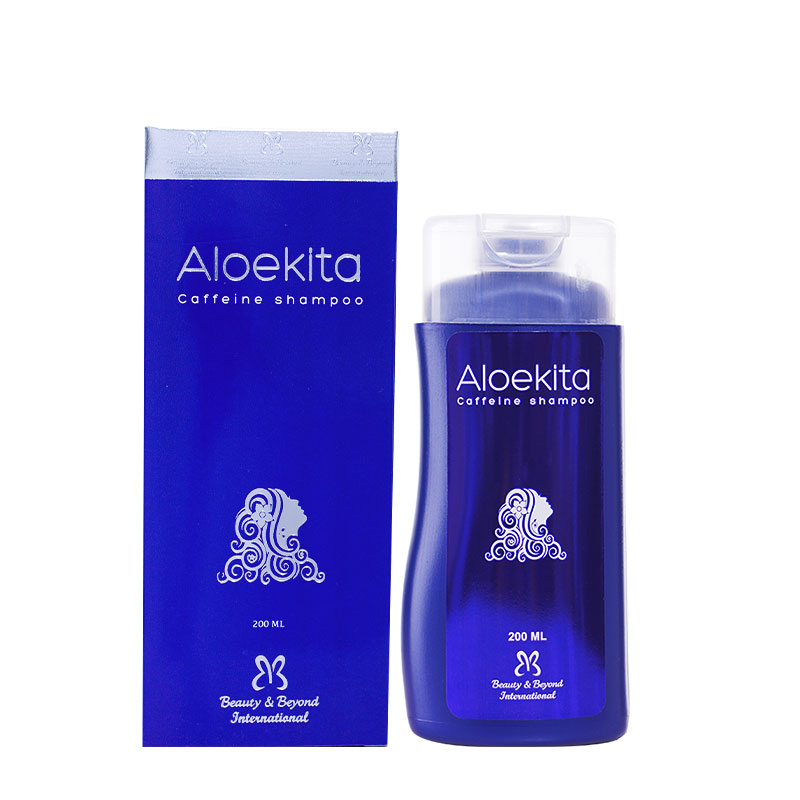 Aloekita
Caffeine shampoo
200 ML
Beauty & Beyond
International
Aloekita
Caffeine shampoo
200 ML
Beauty & Beyond
International